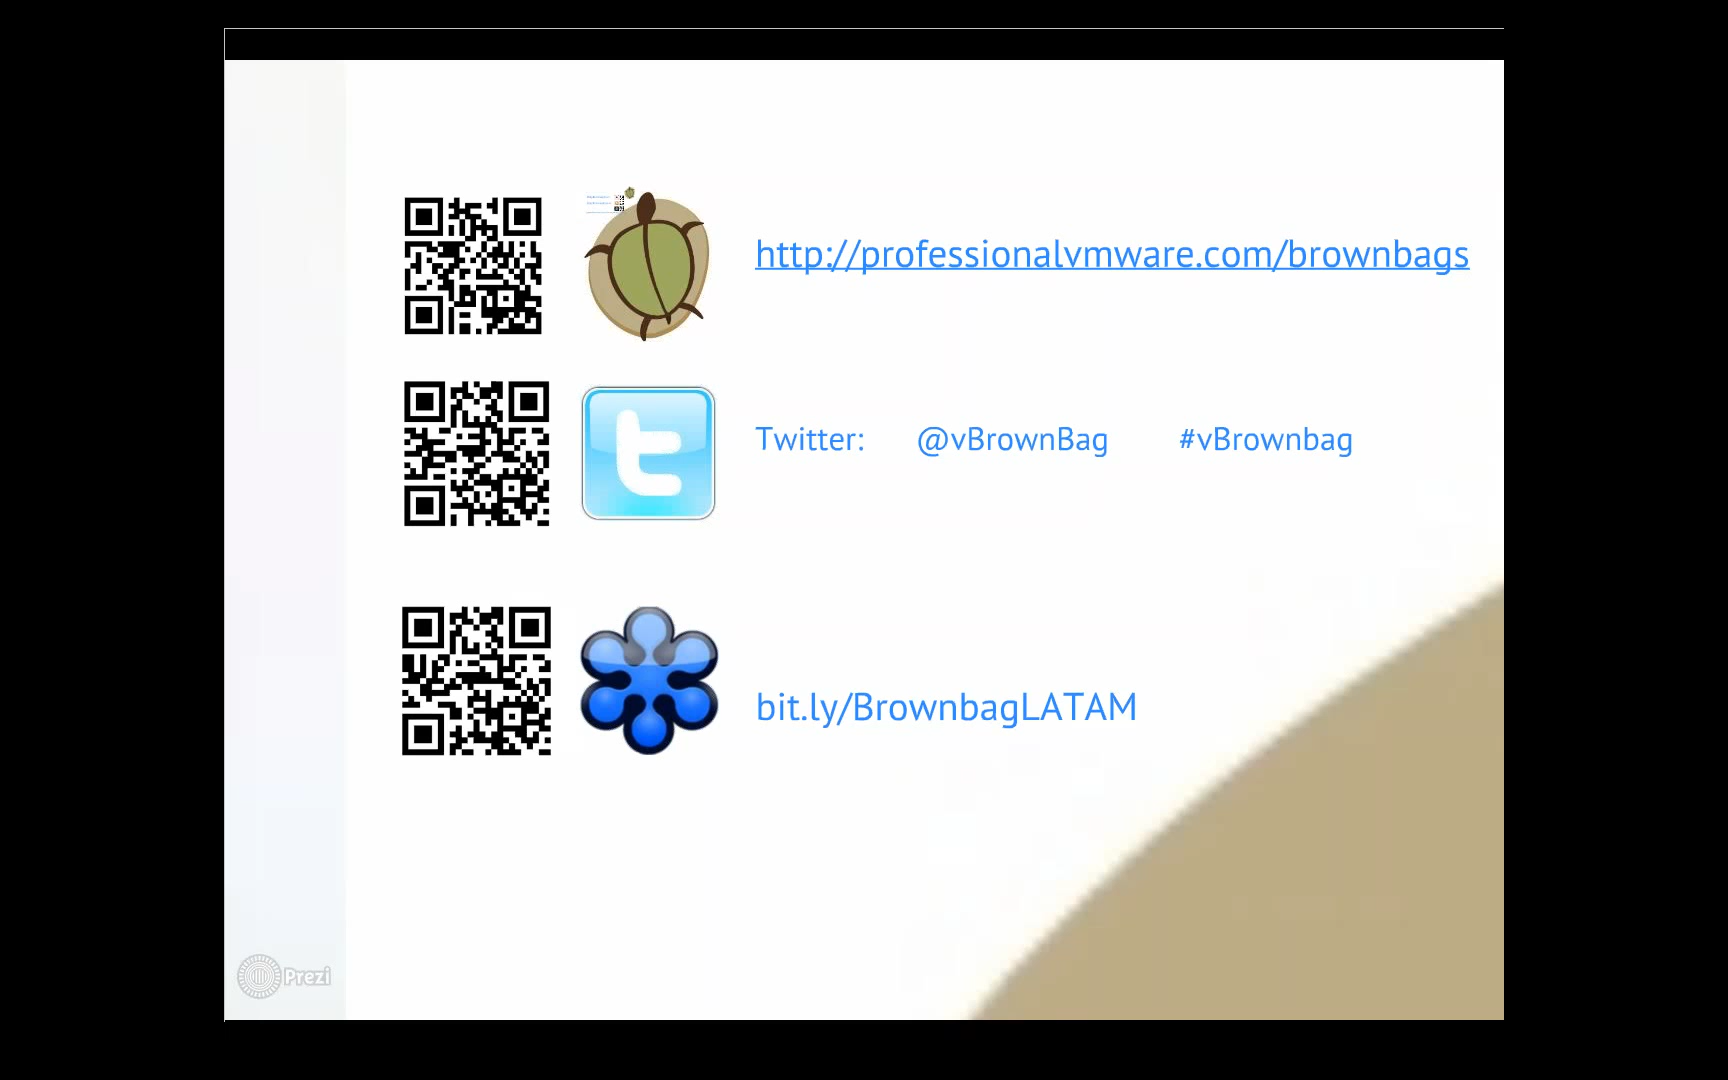 http://professionalvmware.com/brownbags
Twitter: @vBrownBag #vBrownbag
bit.ly/BrownbagLATAM
Prezi